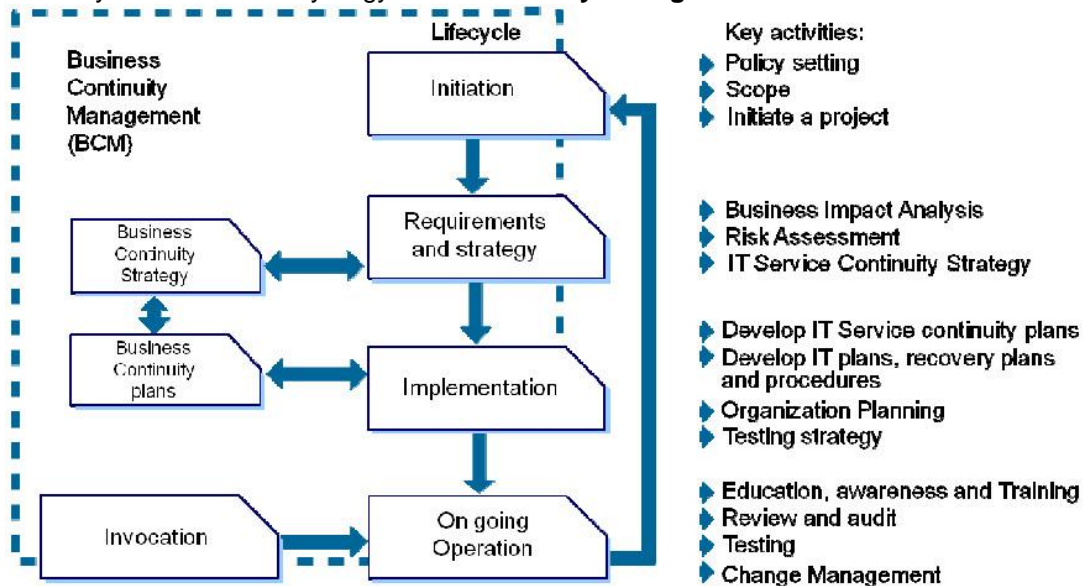 Lifecycle
Key activities:
Business
Continuity
Management
(BCM)
Initiation
Policy setting
Scope
Initiate a project
Business
Continuity
Strategy
Requirements
and strategy
Business Impact Analysis
Risk Assessment
IT Service Continuity Strategy
Business
Continuity
plans
Implementation
Develop IT Service continuity plans
Develop IT plans, recovery plans
and procedures
Organization Planning
Testing strategy
Invocation
On going
Operation
Education, awareness and Training
Review and audit
Testing
Change Management